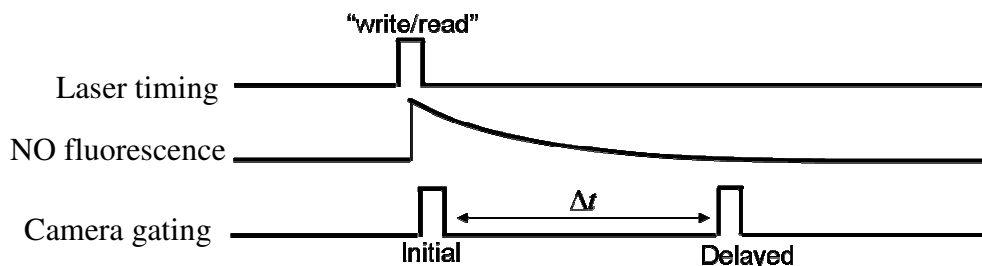 “write/read”
Laser timing
NO fluorescence
Δt
Camera gating
Initial Delayed